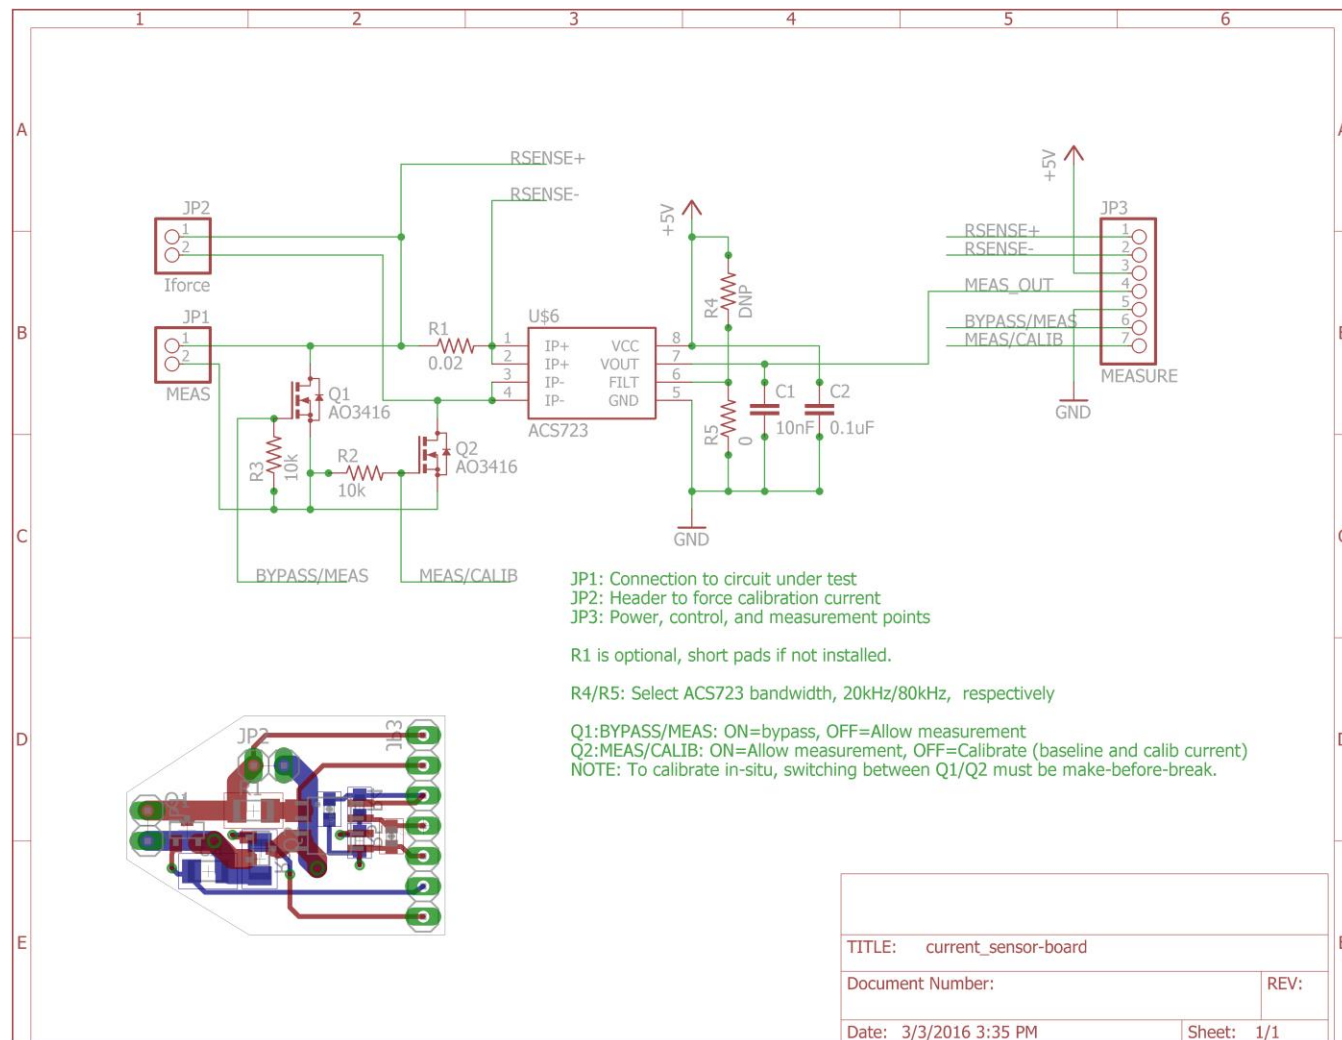 1 2 3 4 5 6
A
B
C
D
E
RSENSE+
RSENSE-
JP2
1
2
Iforce
JP1
1
2
MEAS
R1
0.02
Q1
AO3416
R3
10k
R2
10k
Q2
AO3416
BYPASS/MEAS
MEAS/CALIB
U$6
1 IP+ VCC 8
2 IP+ VOUT 7
3 IP- FILT 6
4 IP- GND 5
ACS723
+5V
R4
DNP
R5
0
C1
10nF
C2
0.1uF
GND
+5V
JP3
RSENSE+ 1
RSENSE- 2
3
MEAS_OUT 4
5
BYPASS/MEAS 6
MEAS/CALIB 7
MEASURE
GND
JP1: Connection to circuit under test
JP2: Header to force calibration current
JP3: Power, control, and measurement points
R1 is optional, short pads if not installed.
R4/R5: Select ACS723 bandwidth, 20kHz/80kHz, respectively
Q1:BYPASS/MEAS: ON=bypass, OFF=Allow measurement
Q2:MEAS/CALIB: ON=Allow measurement, OFF=Calibrate (baseline and calib current)
NOTE: To calibrate in-situ, switching between Q1/Q2 must be make-before-break.
JP2
JP3
Q1
R1
TITLE: current_sensor-board
Document Number:
REV:
Date: 3/3/2016 3:35 PM
Sheet: 1/1